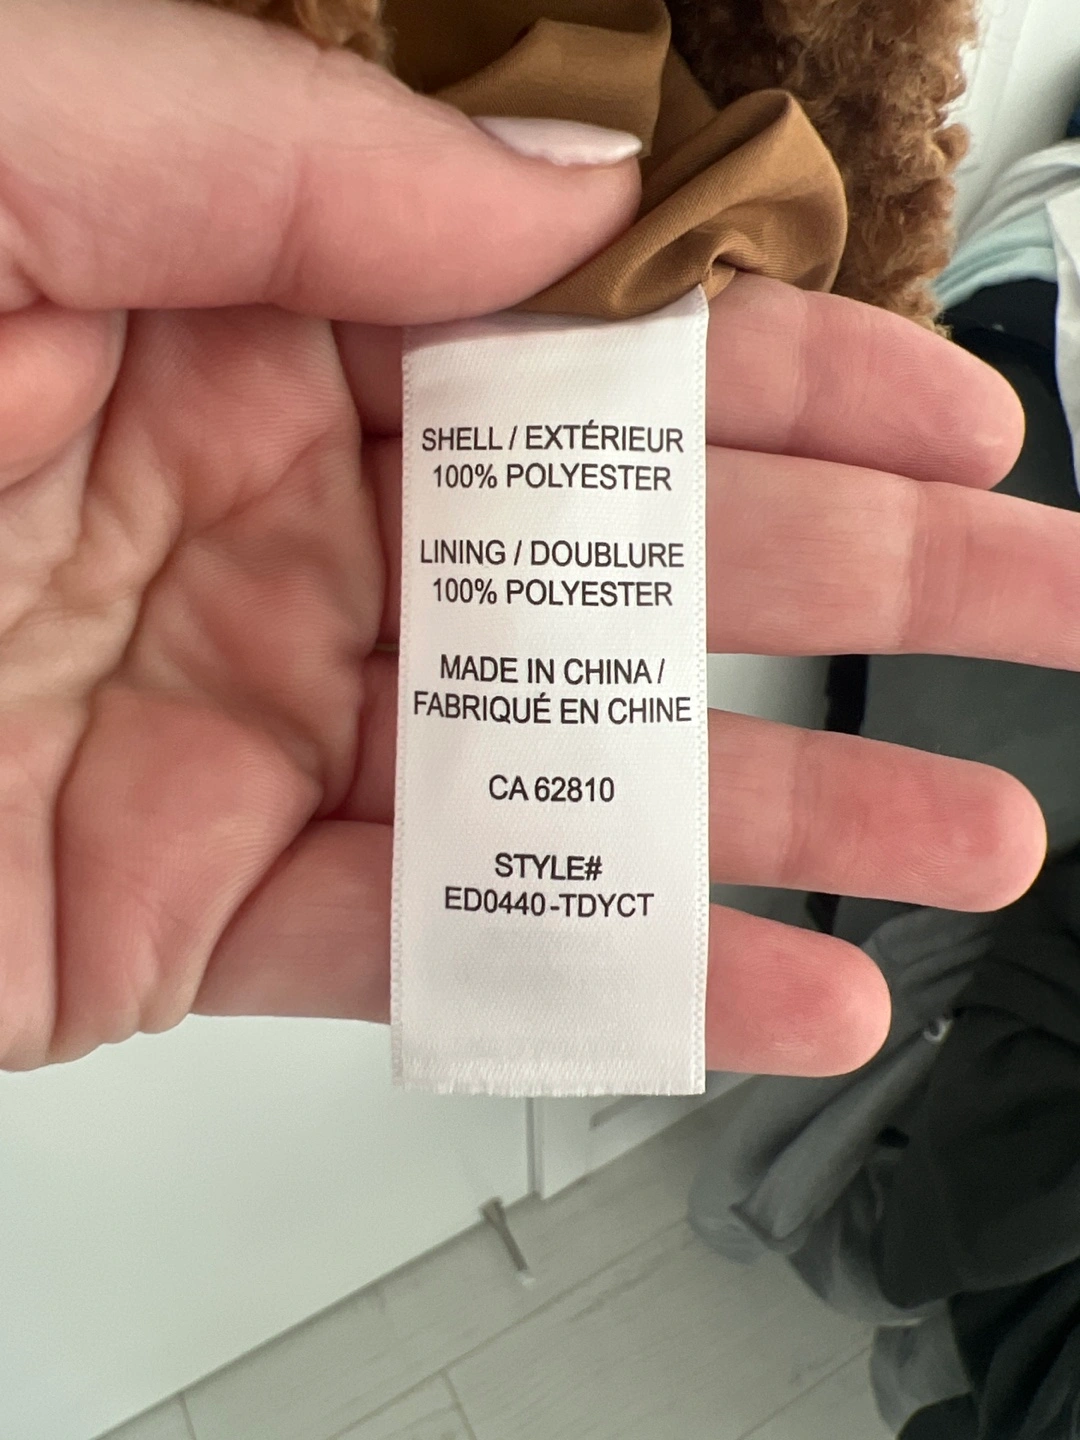 SHELL / EXTÉRIEUR
100% POLYESTER
LINING / DOUBLURE
100% POLYESTER
MADE IN CHINA /
FABRIQUÉ EN CHINE
CA 62810
STYLE#
ED0440-TDYCT